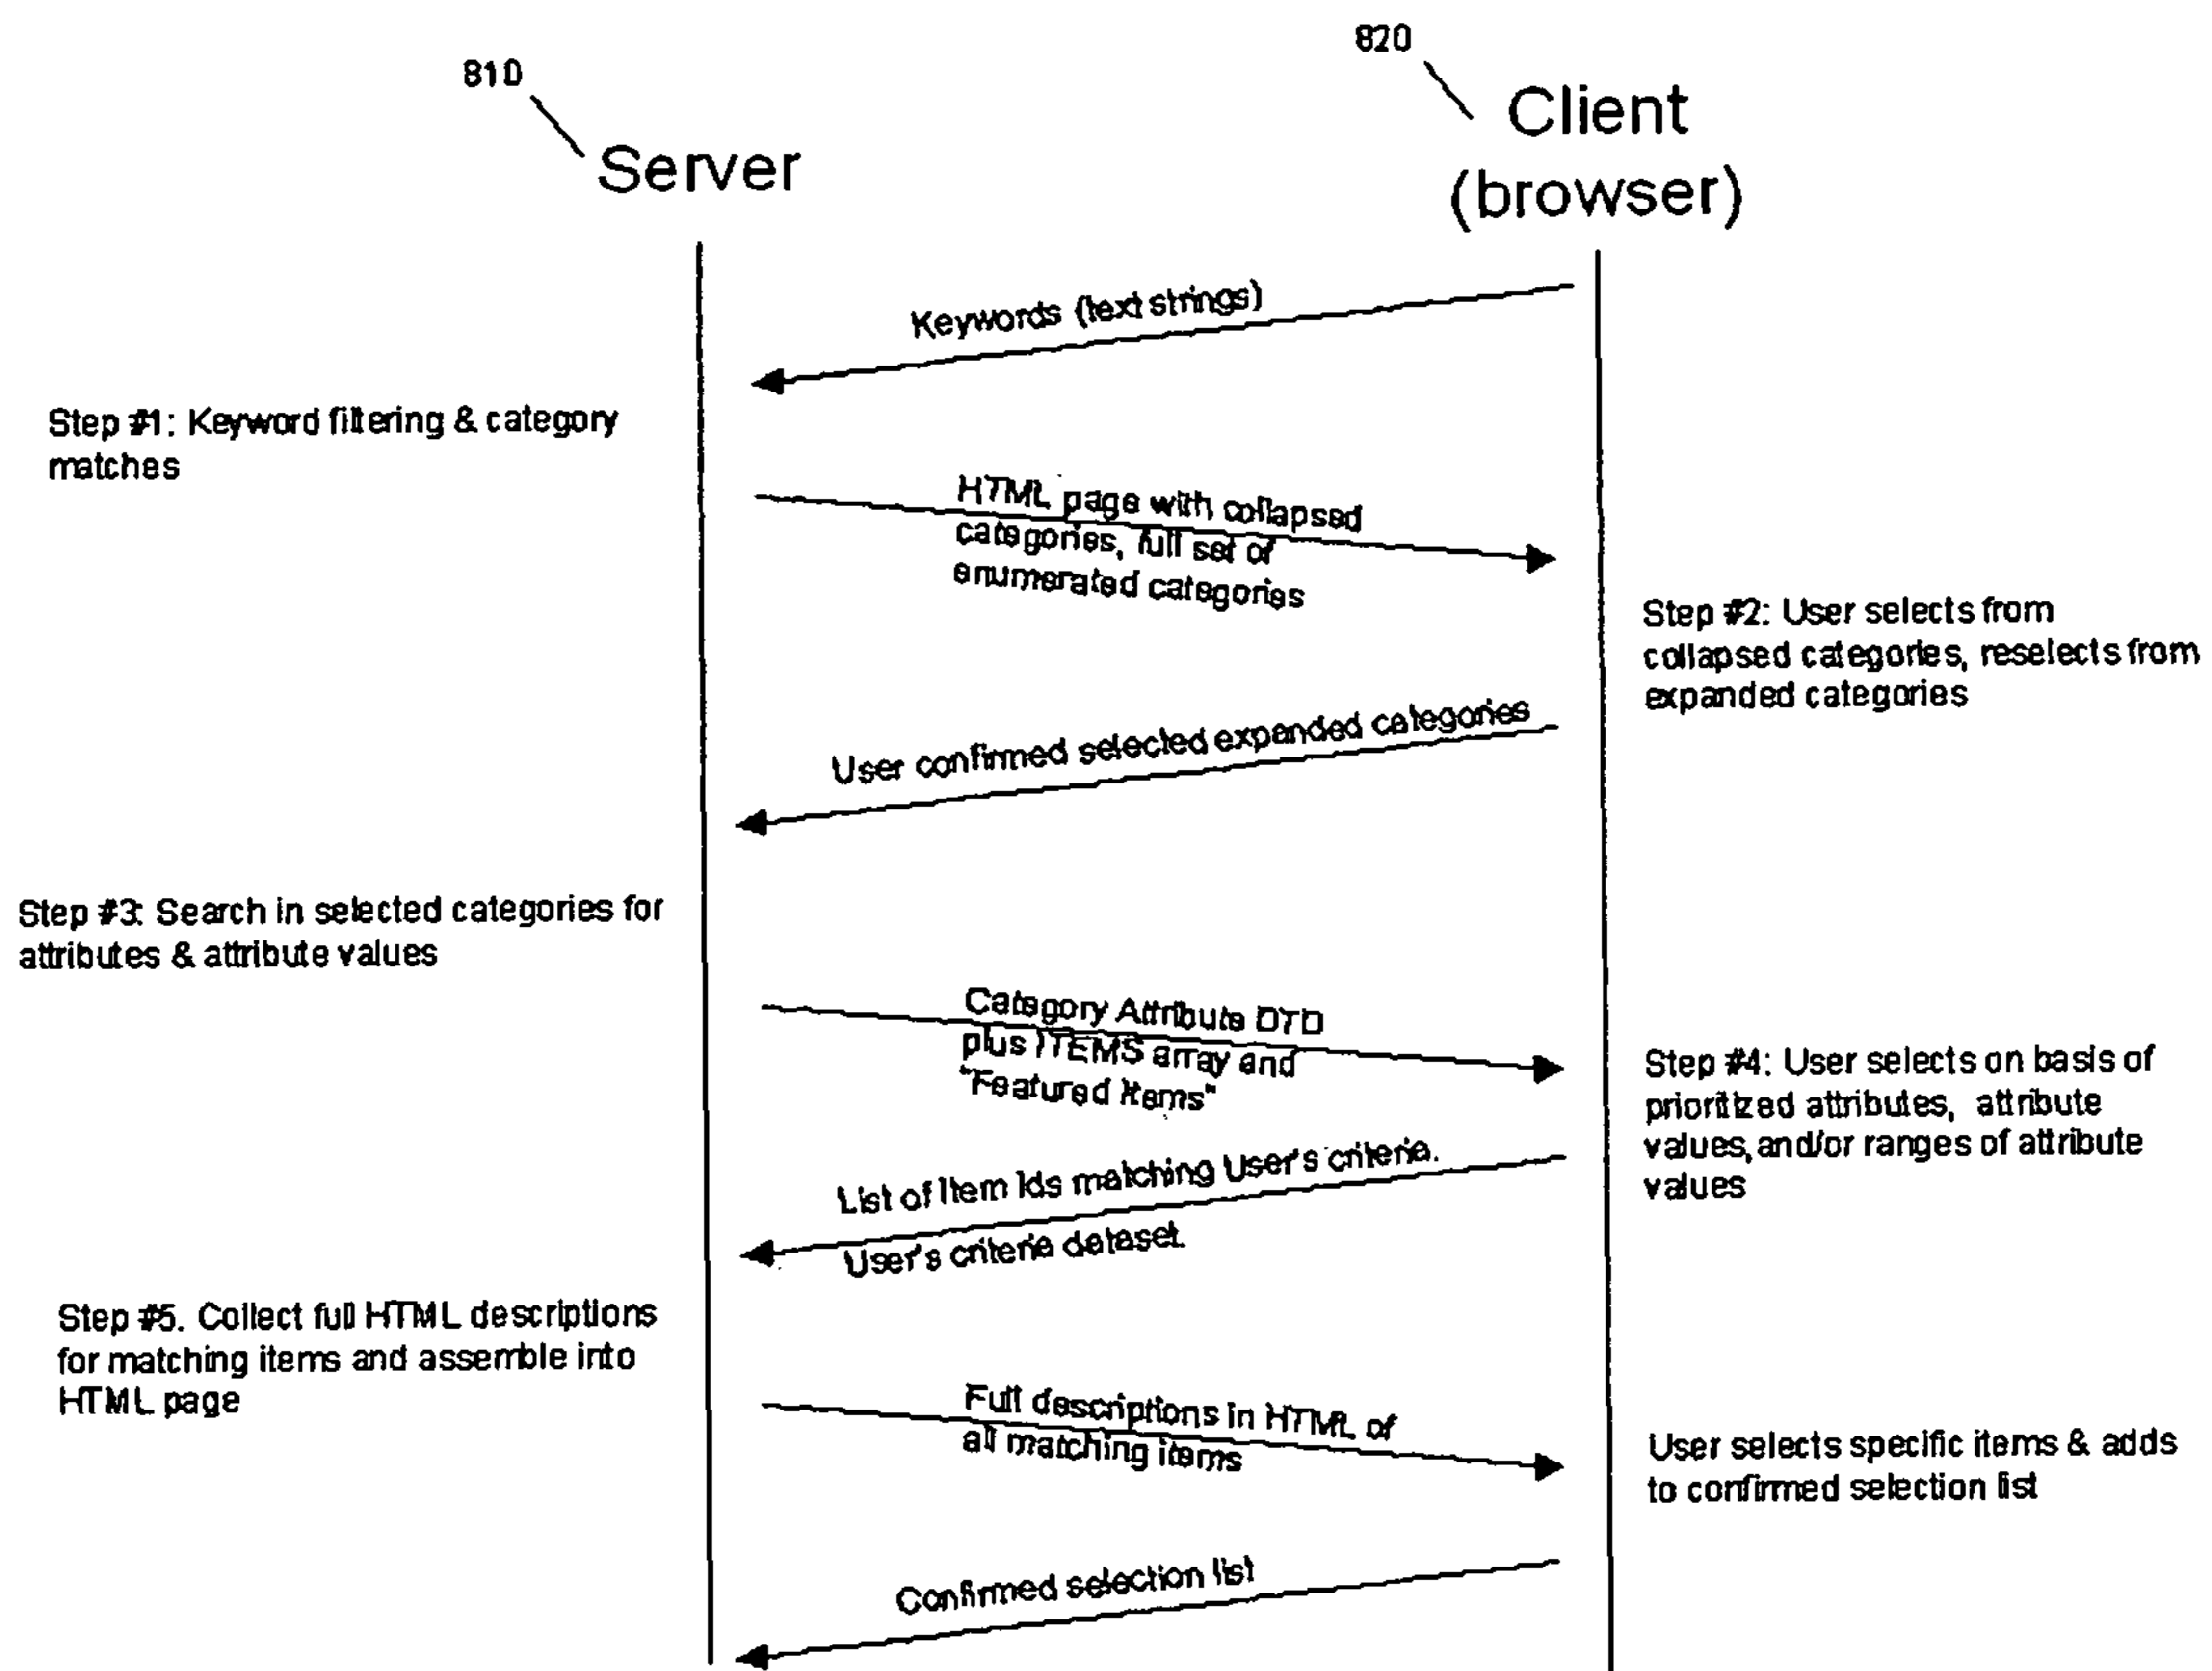 820
810
Client
(browser)
Server
Keywords (text strings)
Step #1: Keyword filtering & category
matches
HTML page with collapsed
categories, full set of
enumerated categories
Step #2: User selects from
collapsed categories, reselects from
expanded categories
User confirmed selected expanded categories
Step #3: Search in selected categories for
attributes & attribute values
Category Attribute DTD
plus ITEMS array and
"Featured Items"
Step #4: User selects on basis of
prioritized attributes, attribute
values, and/or ranges of attribute
values
List of Item Ids matching User's criteria.
User's criteria dataset.
Step #5. Collect full HTML descriptions
for matching items and assemble into
HTML page
Full descriptions in HTML of
all matching items
User selects specific items & adds
to confirmed selection list
Confirmed selection list